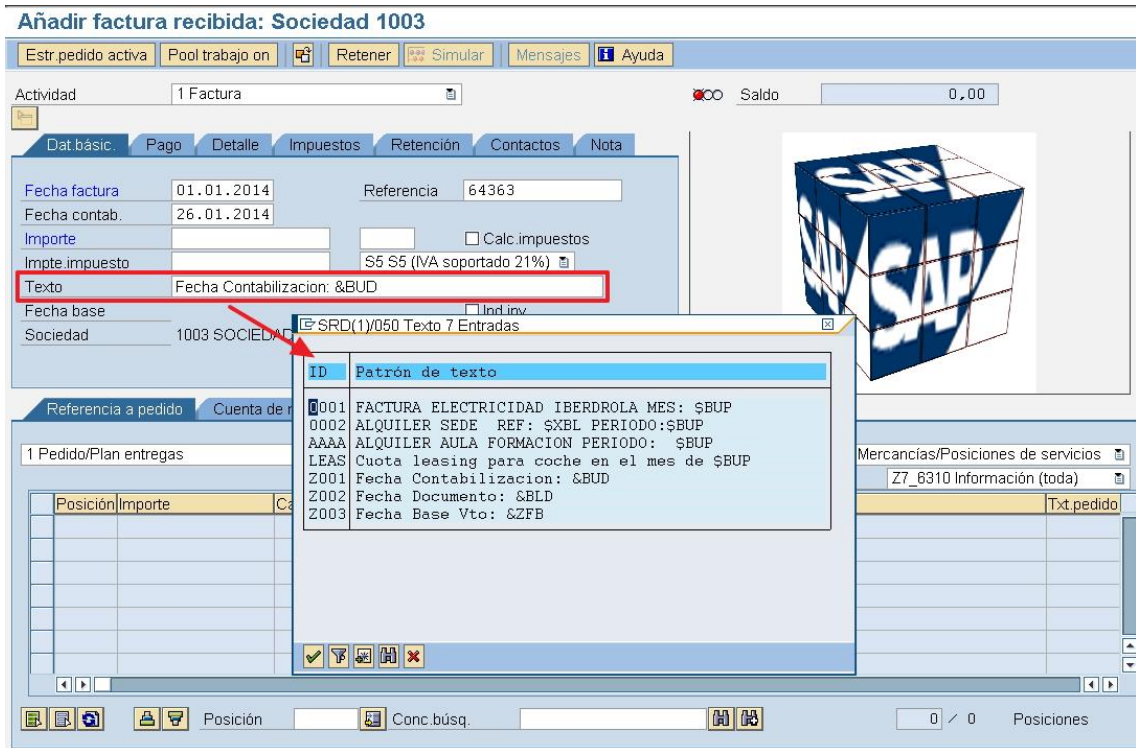 Añadir factura recibida: Sociedad 1003
Estr.pedido activa Pool trabajo on Retener Simular Mensajes Ayuda
Actividad 1 Factura Saldo 0,00
Dat.básic. Pago Detalle Impuestos Retención Contactos Nota
Fecha factura 01.01.2014 Referencia 64363
Fecha contab. 26.01.2014
Importe Calc.impuestos
Impte.impuesto S5 S5 (IVA soportado 21%)
Texto Fecha Contabilizacion: &BUD
Fecha base Ind.inv
Sociedad 1003 SOCIEDAD
SAP
SAP
SAP
SRD(1)/050 Texto 7 Entradas
ID Patrón de texto
0001 FACTURA ELECTRICIDAD IBERDROLA MES: $BUP
0002 ALQUILER SEDE REF: $XBL PERIODO:$BUP
AAAA ALQUILER AULA FORMACION PERIODO: $BUP
LEAS Cuota leasing para coche en el mes de $BUP
Z001 Fecha Contabilizacion: &BUD
Z002 Fecha Documento: &BLD
Z003 Fecha Base Vto: &ZFB
Referencia a pedido Cuenta de
1 Pedido/Plan entregas Mercancías/Posiciones de servicios
Z7_6310 Información (toda)
Posición Importe Txt.pedido
Posición Conc.búsq. 0 / 0 Posiciones